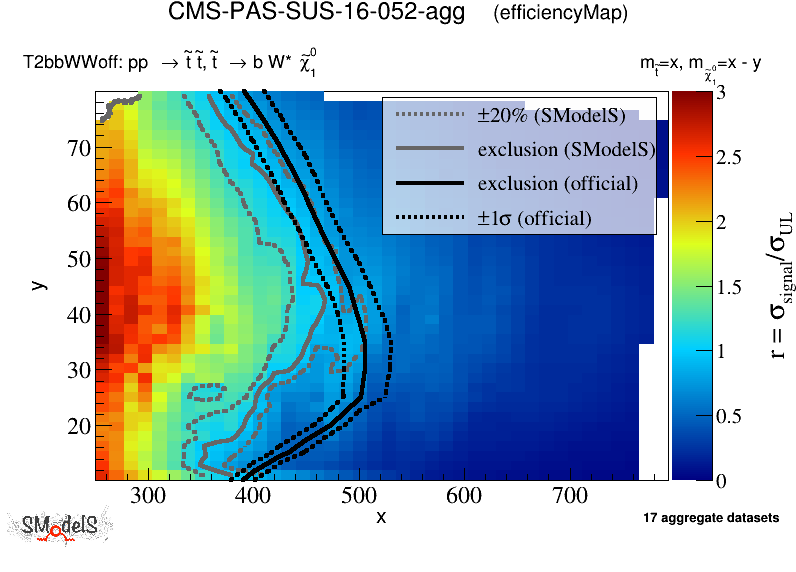 CMS-PAS-SUS-16-052-agg (efficiencyMap)
T2bbWWoff: pp → t̃ t̃, t̃ → b W* χ̃₁⁰
m_t̃=x, m_χ̃₁⁰=x - y
±20% (SModelS)
exclusion (SModelS)
exclusion (official)
±1σ (official)
70
60
50
40
30
20
y
300 400 500 600 700
x
3
2.5
2
1.5
1
0.5
0
r = σ_signal/σ_UL
SModelS
17 aggregate datasets